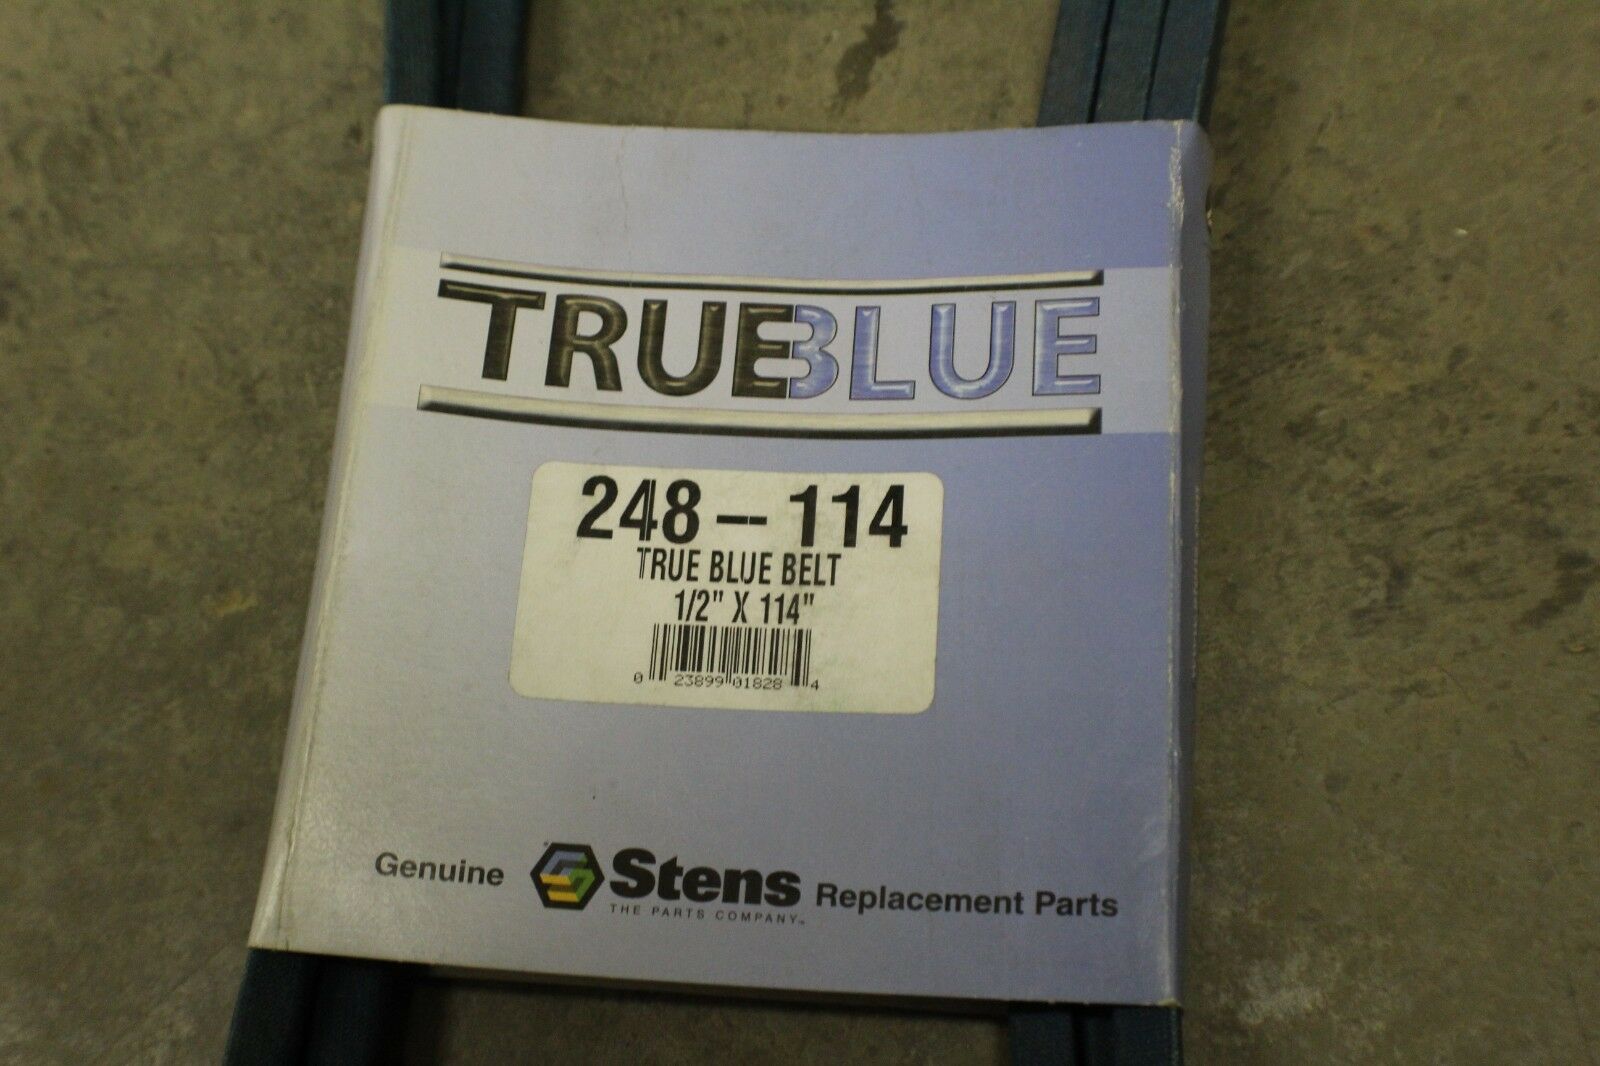 TRUEBLUE
248-114
TRUE BLUE BELT
1/2" X 114"
0 23899 01828 4
Genuine Stens Replacement Parts
THE PARTS COMPANY™